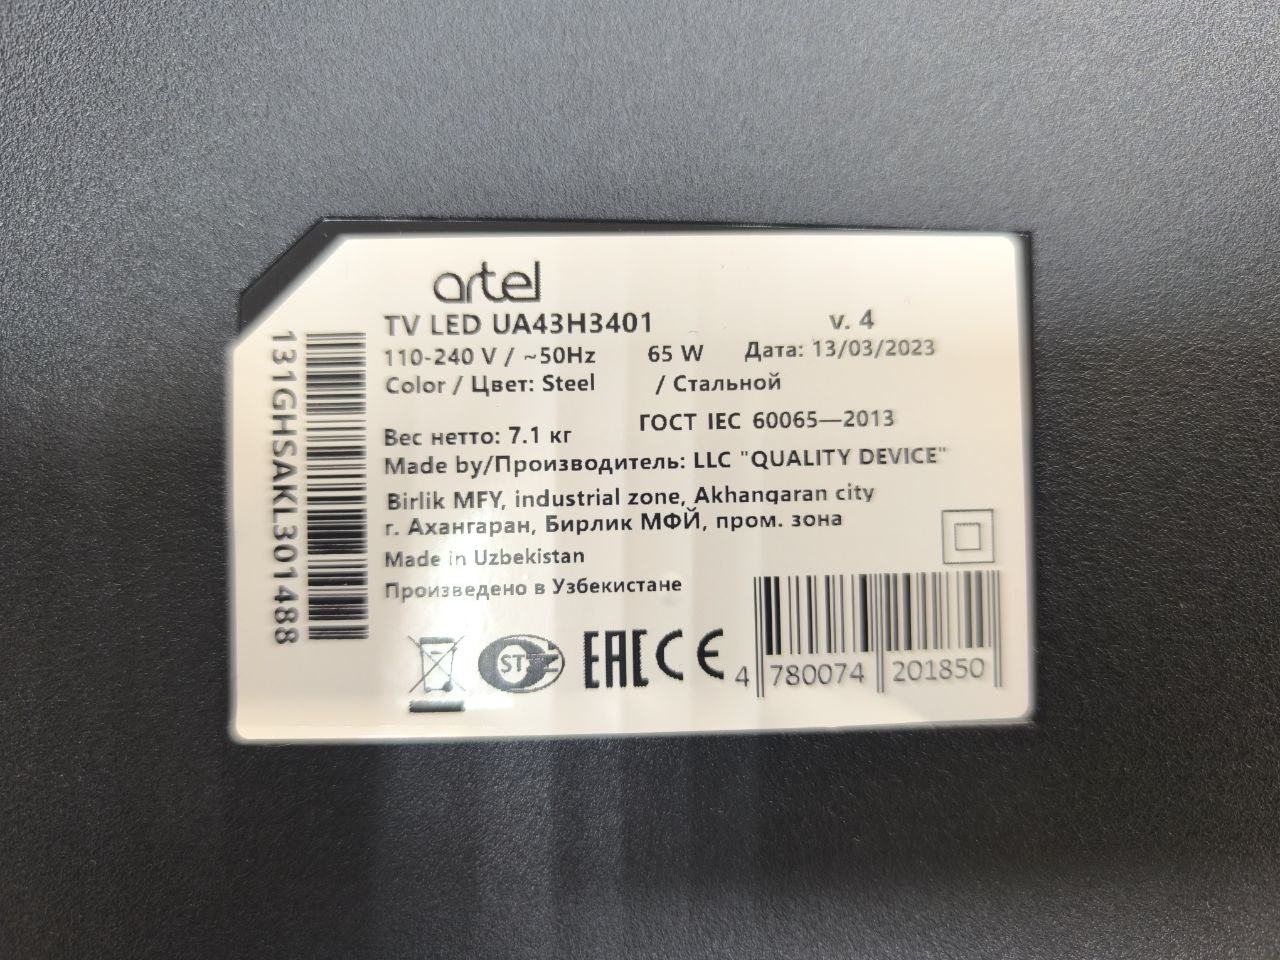 artel
TV LED UA43H3401 v. 4
110-240 V / ~50Hz 65 W Дата: 13/03/2023
Color / Цвет: Steel / Стальной
ГОСТ IEC 60065—2013
Вес нетто: 7.1 кг
Made by/Производитель: LLC "QUALITY DEVICE"
Birlik MFY, industrial zone, Akhangaran city
г. Ахангаран, Бирлик МФЙ, пром. зона
Made in Uzbekistan
Произведено в Узбекистане
ST
EAC CE
4 780074 201850
131GHSAKL301488